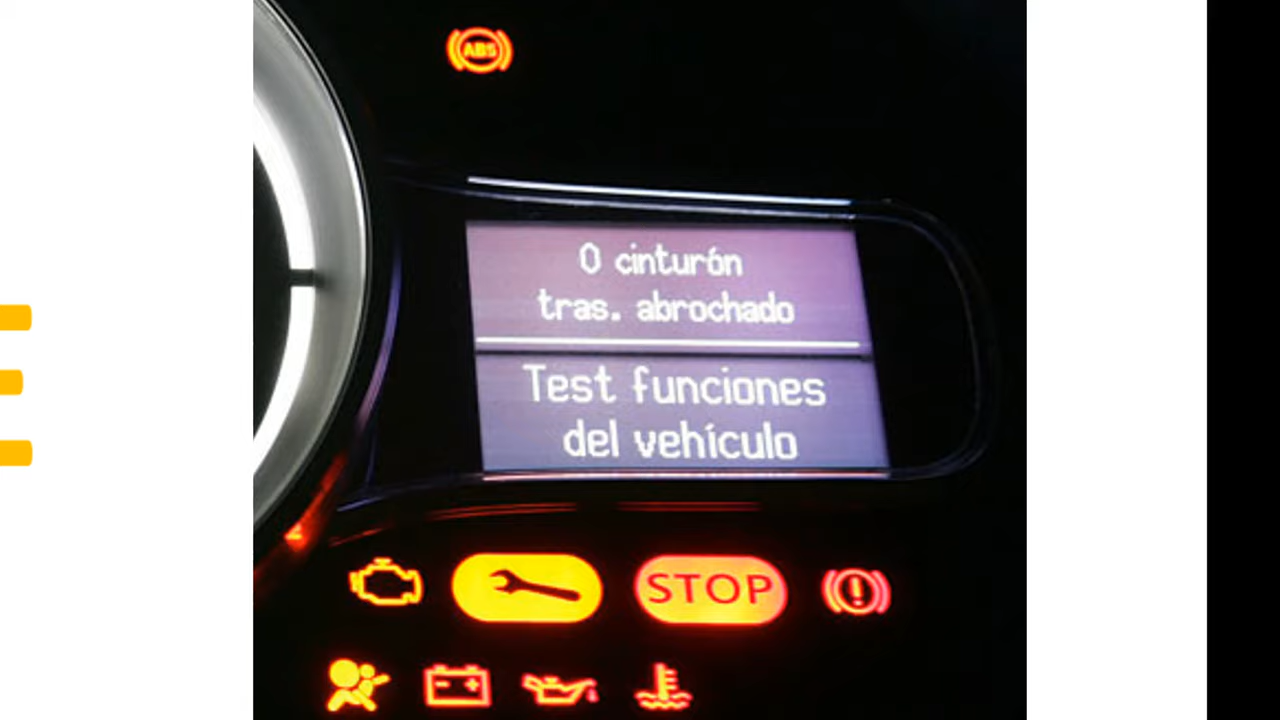 ABS
0 cinturón
tras. abrochado
Test funciones
del vehículo
STOP